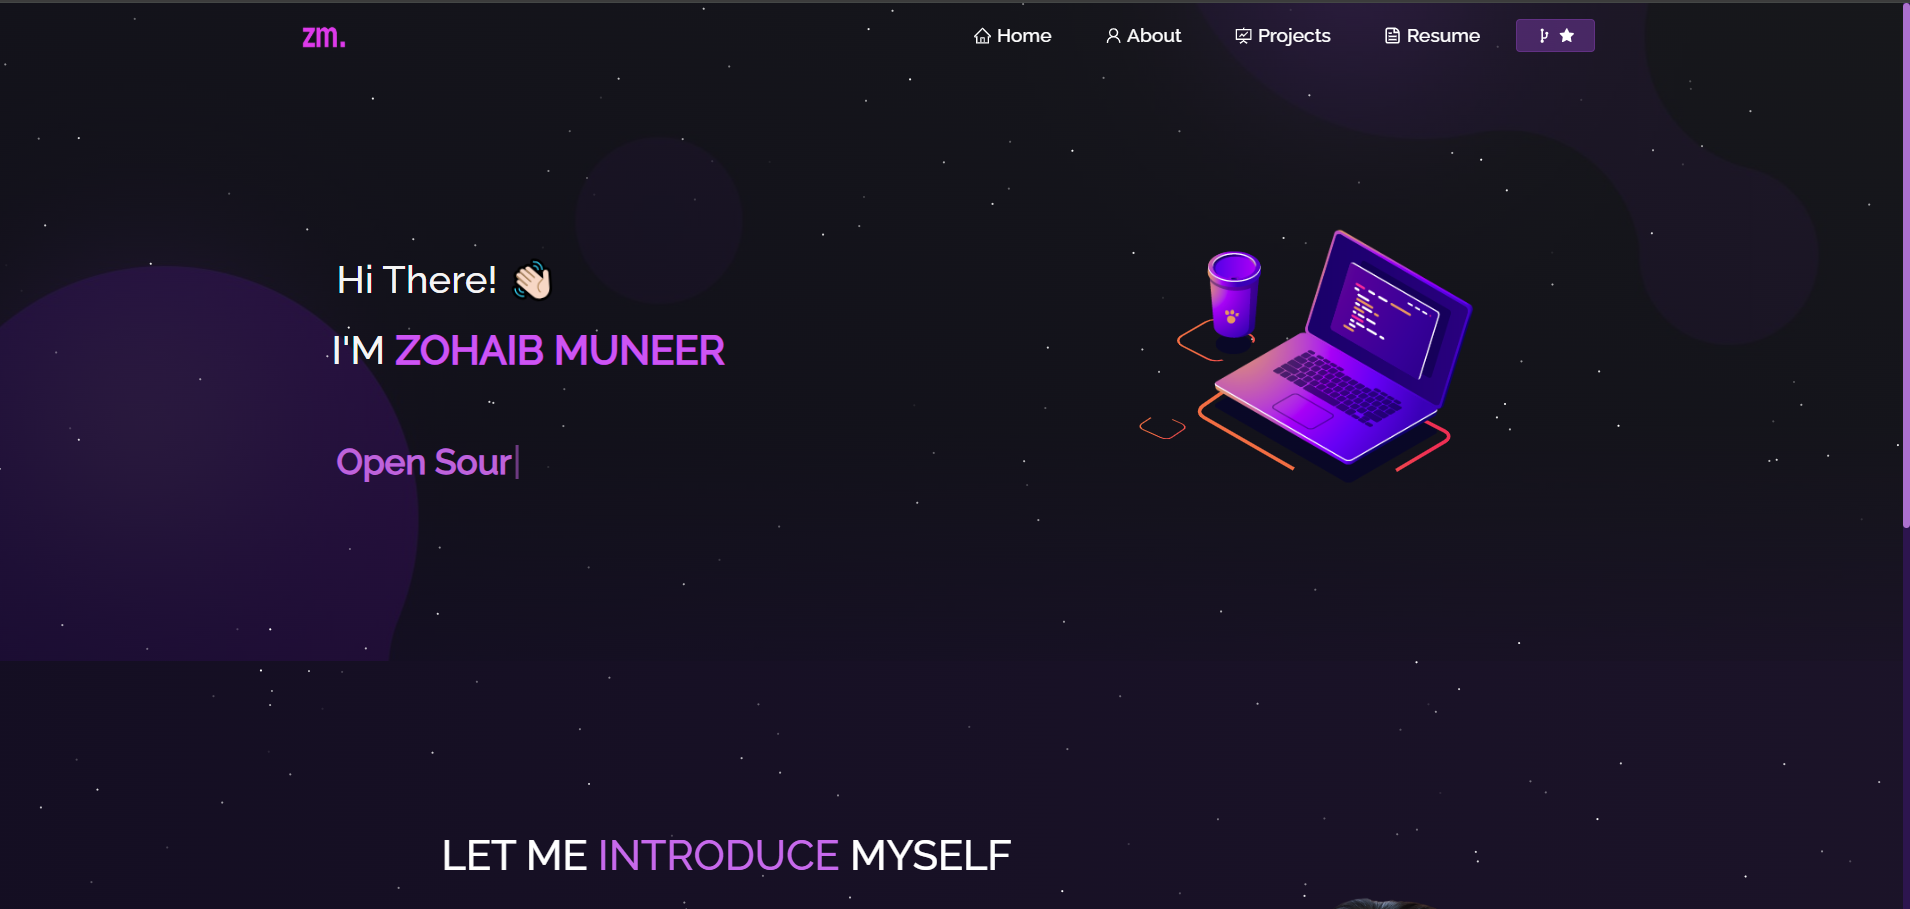 zm.
Home
About
Projects
Resume
Hi There! 👋🏻
I'M ZOHAIB MUNEER
Open Sour
LET ME INTRODUCE MYSELF